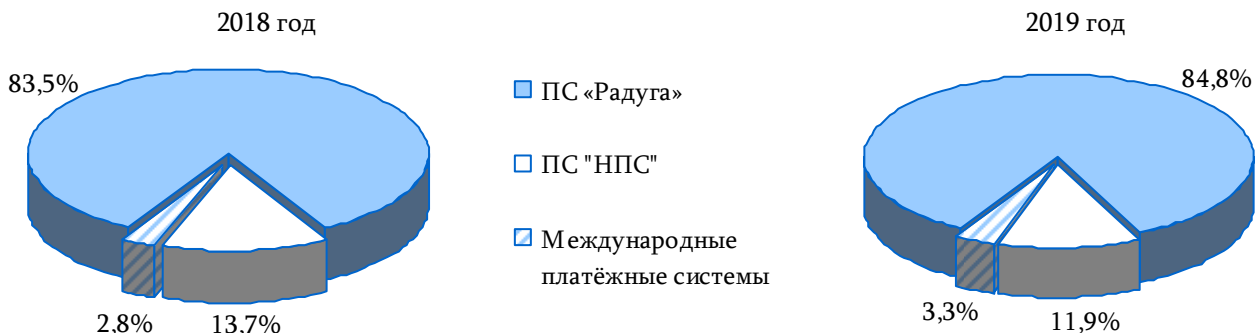 2018 год
83,5%
2,8%
13,7%
ПС «Радуга»
ПС "НПС"
Международные
платёжные системы
2019 год
84,8%
3,3%
11,9%